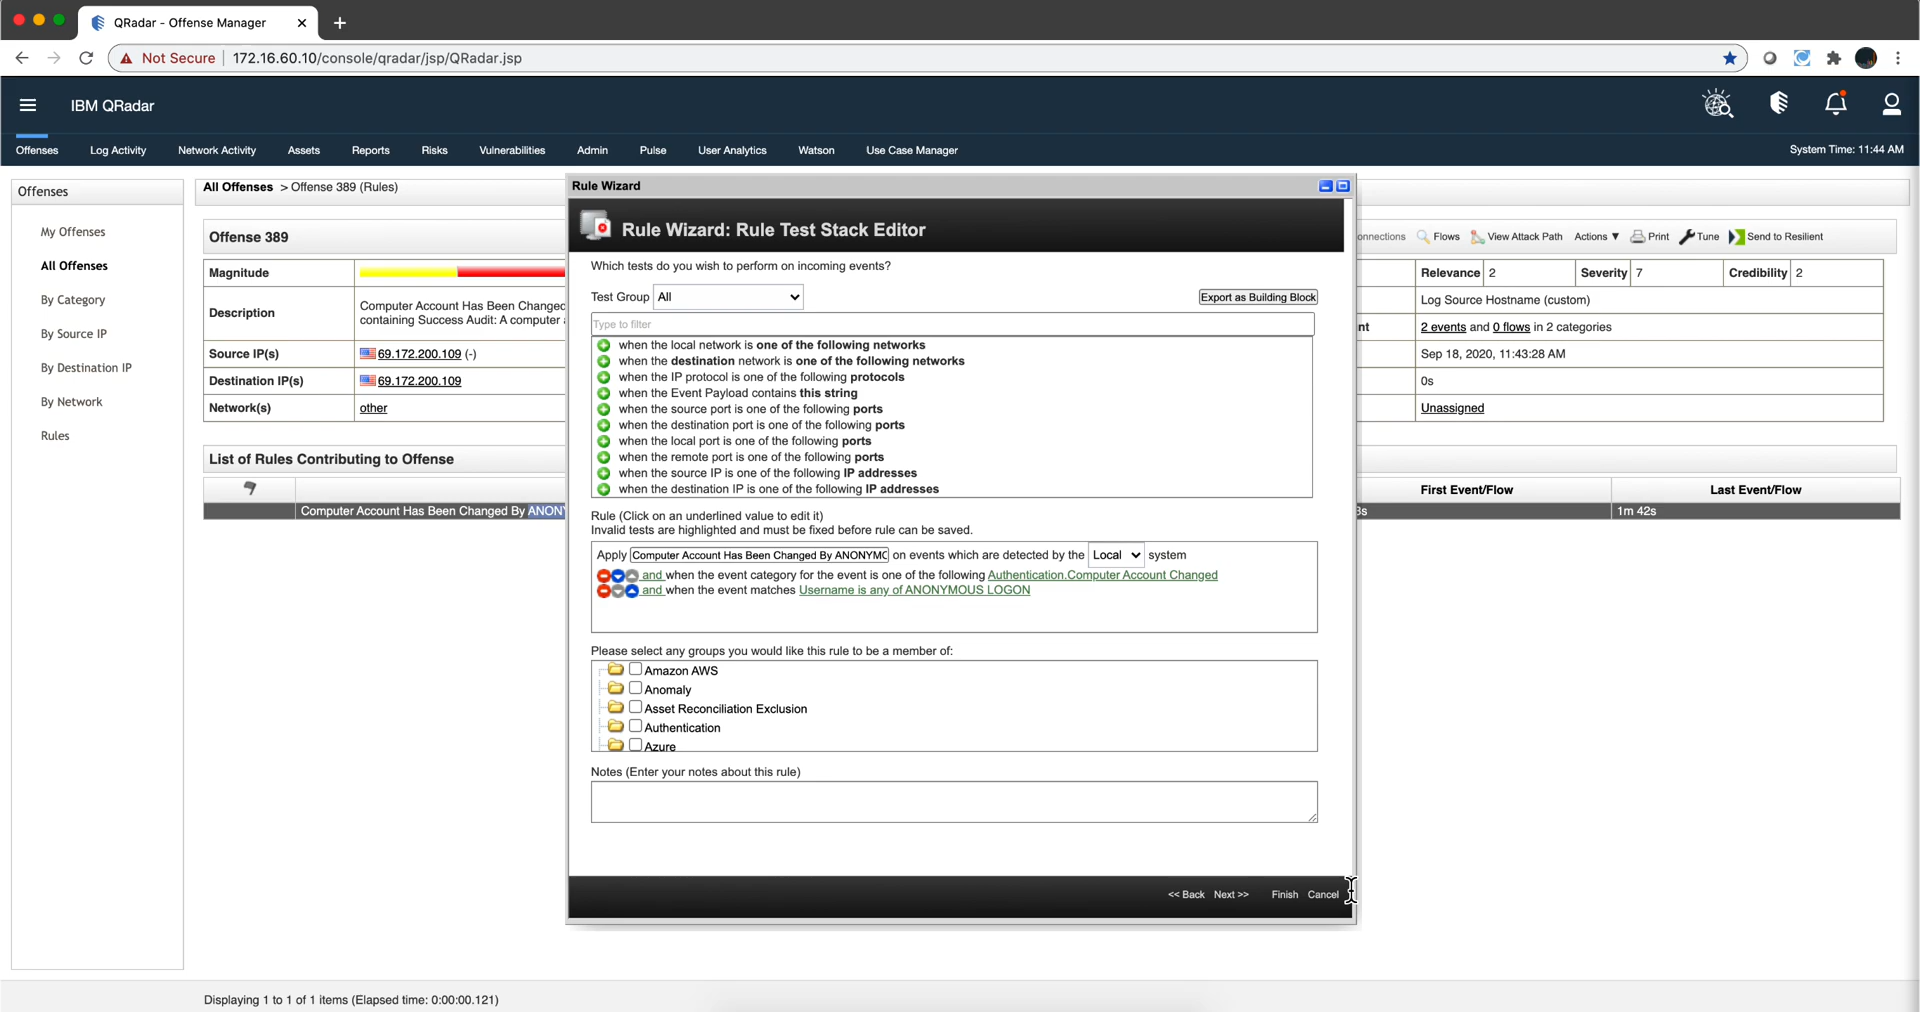 QRadar - Offense Manager
Not Secure 172.16.60.10/console/qradar/jsp/QRadar.jsp
IBM QRadar
Offenses Log Activity Network Activity Assets Reports Risks Vulnerabilities Admin Pulse User Analytics Watson Use Case Manager System Time: 11:44 AM
Offenses
My Offenses
All Offenses
By Category
By Source IP
By Destination IP
By Network
Rules
All Offenses > Offense 389 (Rules)
Offense 389
onnections Flows View Attack Path Actions ▼ Print Tune Send to Resilient
Magnitude
Relevance 2 Severity 7 Credibility 2
Description
Computer Account Has Been Changed
containing Success Audit: A computer
Log Source Hostname (custom)
nt 2 events and 0 flows in 2 categories
Source IP(s) 69.172.200.109 (-)
Sep 18, 2020, 11:43:28 AM
Destination IP(s) 69.172.200.109
0s
Network(s) other
Unassigned
List of Rules Contributing to Offense
First Event/Flow Last Event/Flow
Computer Account Has Been Changed By ANON
s 1m 42s
Rule Wizard
Rule Wizard: Rule Test Stack Editor
Which tests do you wish to perform on incoming events?
Test Group All Export as Building Block
Type to filter
when the local network is one of the following networks
when the destination network is one of the following networks
when the IP protocol is one of the following protocols
when the Event Payload contains this string
when the source port is one of the following ports
when the destination port is one of the following ports
when the local port is one of the following ports
when the remote port is one of the following ports
when the source IP is one of the following IP addresses
when the destination IP is one of the following IP addresses
Rule (Click on an underlined value to edit it)
Invalid tests are highlighted and must be fixed before rule can be saved.
Apply Computer Account Has Been Changed By ANONYMO on events which are detected by the Local system
and when the event category for the event is one of the following Authentication.Computer Account Changed
and when the event matches Username is any of ANONYMOUS LOGON
Please select any groups you would like this rule to be a member of:
Amazon AWS
Anomaly
Asset Reconciliation Exclusion
Authentication
Azure
Notes (Enter your notes about this rule)
<< Back Next >> Finish Cancel
Displaying 1 to 1 of 1 items (Elapsed time: 0:00:00.121)